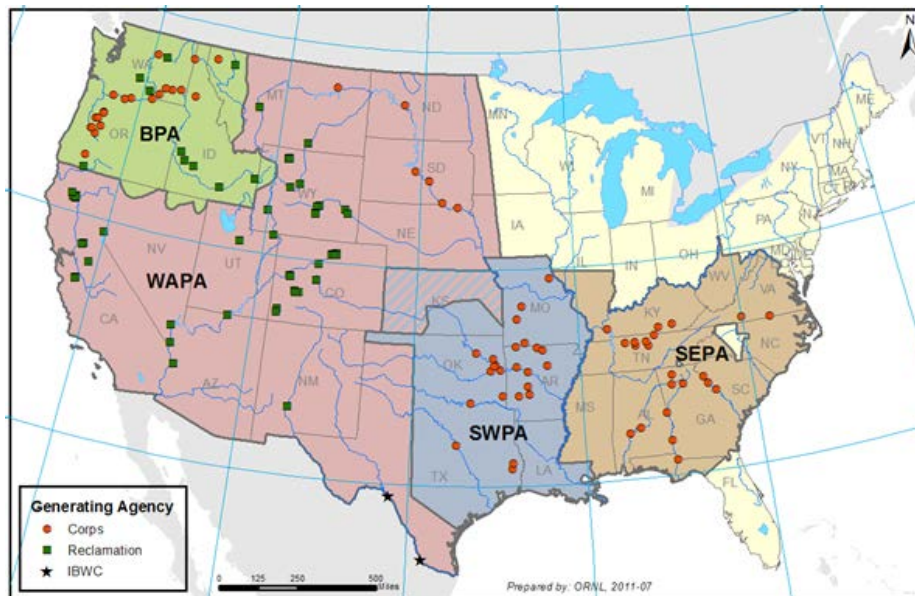 N
WA
MT
ND
MN
ME
VT
NH
OR
BPA
ID
SD
WI
MI
NY
MA
CT
RI
WY
IA
PA
NJ
NE
NV
UT
IL
IN
OH
MD
DE
WAPA
CO
KS
MO
WV
VA
CA
KY
OK
TN
SEPA
NC
AZ
NM
AR
SC
MS
AL
GA
SWPA
TX
LA
FL
Generating Agency
Corps
Reclamation
IBWC
0 125 250 500
Miles
Prepared by: ORNL, 2011-07